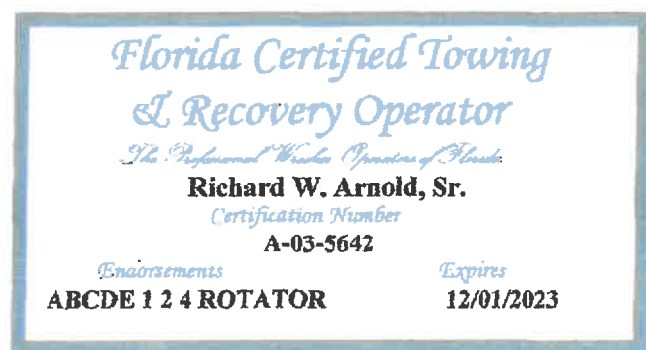 Florida Certified Towing
& Recovery Operator
The Professional Wrecker Operators of Florida
Richard W. Arnold, Sr.
Certification Number
A-03-5642
Endorsements Expires
ABCDE 1 2 4 ROTATOR 12/01/2023